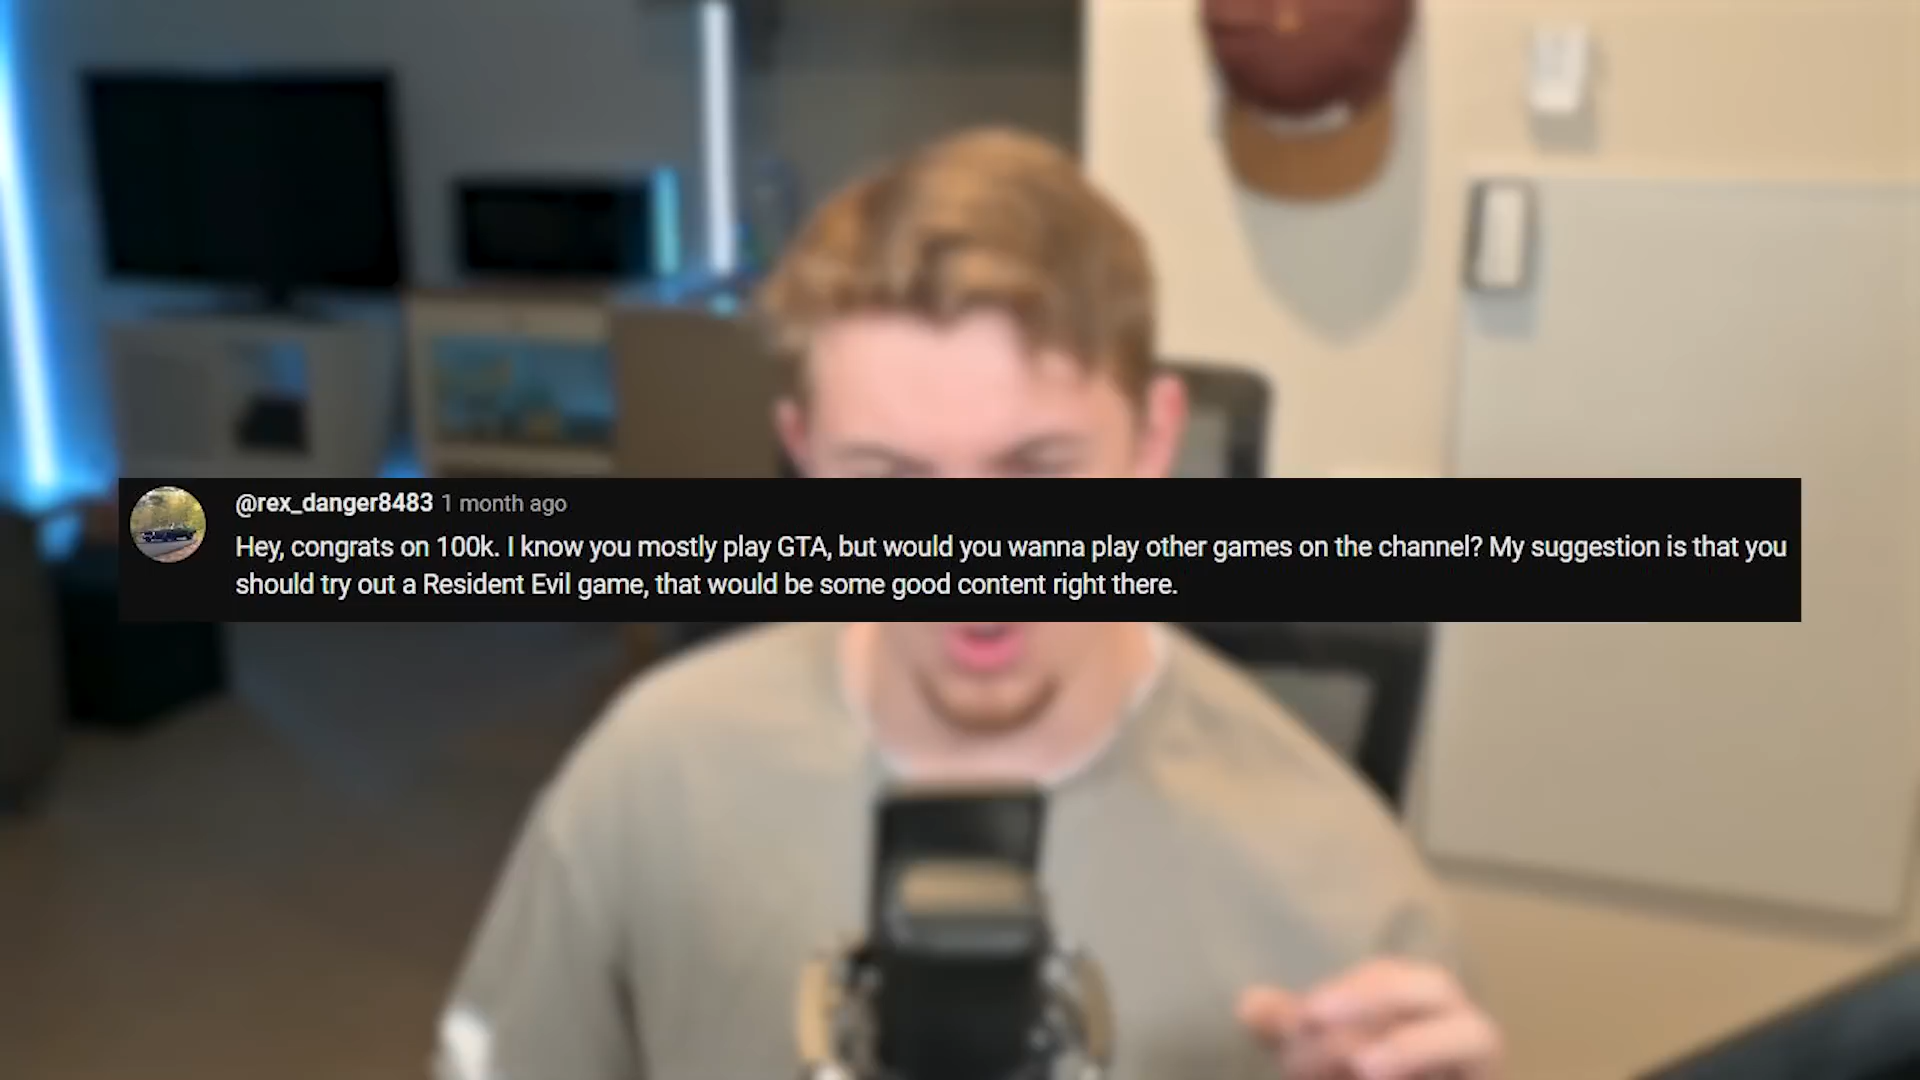 @rex_danger8483 1 month ago
Hey, congrats on 100k. I know you mostly play GTA, but would you wanna play other games on the channel? My suggestion is that you
should try out a Resident Evil game, that would be some good content right there.